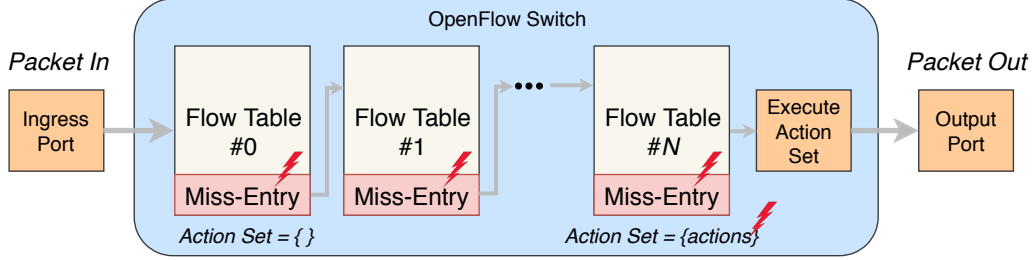 OpenFlow Switch
Packet In
Packet Out
Ingress
Port
Flow Table
#0
Miss-Entry
Flow Table
#1
Miss-Entry
•••
Flow Table
#N
Miss-Entry
Execute
Action
Set
Output
Port
Action Set = { }
Action Set = {actions}